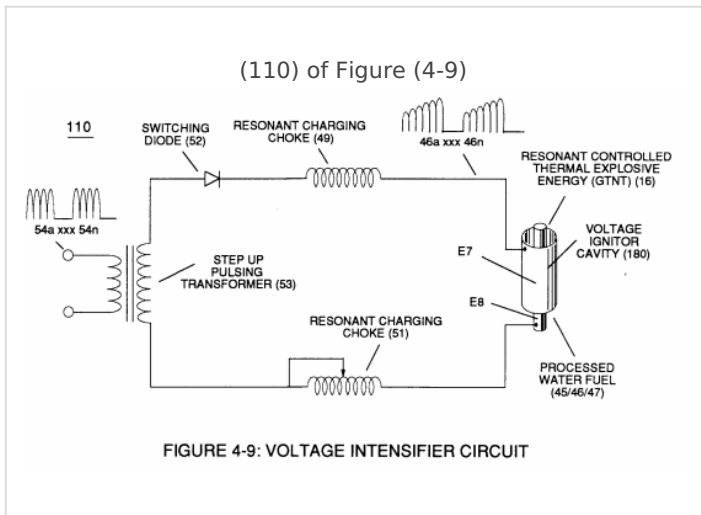 (110) of Figure (4-9)
110
SWITCHING
DIODE (52)
RESONANT CHARGING
CHOKE (49)
46a xxx 46n
RESONANT CONTROLLED
THERMAL EXPLOSIVE
ENERGY (GTNT) (16)
54a xxx 54n
VOLTAGE
IGNITOR
CAVITY (180)
E7
STEP UP
PULSING
TRANSFORMER (53)
E8
RESONANT CHARGING
CHOKE (51)
PROCESSED
WATER FUEL
(45/46/47)
FIGURE 4-9: VOLTAGE INTENSIFIER CIRCUIT